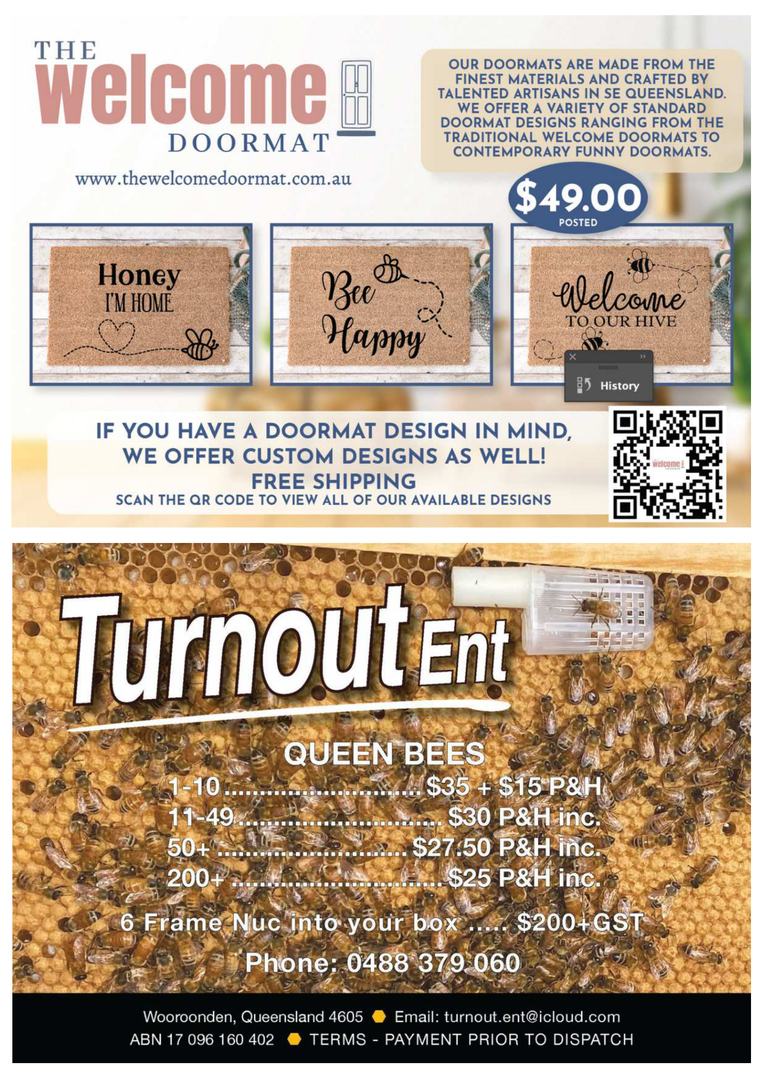 THE
welcome
DOORMAT
www.thewelcomedoormat.com.au
OUR DOORMATS ARE MADE FROM THE
FINEST MATERIALS AND CRAFTED BY
TALENTED ARTISANS IN SE QUEENSLAND.
WE OFFER A VARIETY OF STANDARD
DOORMAT DESIGNS RANGING FROM THE
TRADITIONAL WELCOME DOORMATS TO
CONTEMPORARY FUNNY DOORMATS.
$49.00
POSTED
Honey
I'M HOME
Bee
Happy
Welcome
TO OUR HIVE
History
IF YOU HAVE A DOORMAT DESIGN IN MIND,
WE OFFER CUSTOM DESIGNS AS WELL!
FREE SHIPPING
SCAN THE QR CODE TO VIEW ALL OF OUR AVAILABLE DESIGNS
welcome
Turnout Ent
QUEEN BEES
1-10............................ $35 + $15 P&H
11-49............................. $30 P&H inc.
50+ ........................... $27.50 P&H inc.
200+ .............................. $25 P&H inc.
6 Frame Nuc into your box ..... $200+GST
Phone: 0488 379 060
Wooroonden, Queensland 4605 Email: turnout.ent@icloud.com
ABN 17 096 160 402 TERMS - PAYMENT PRIOR TO DISPATCH